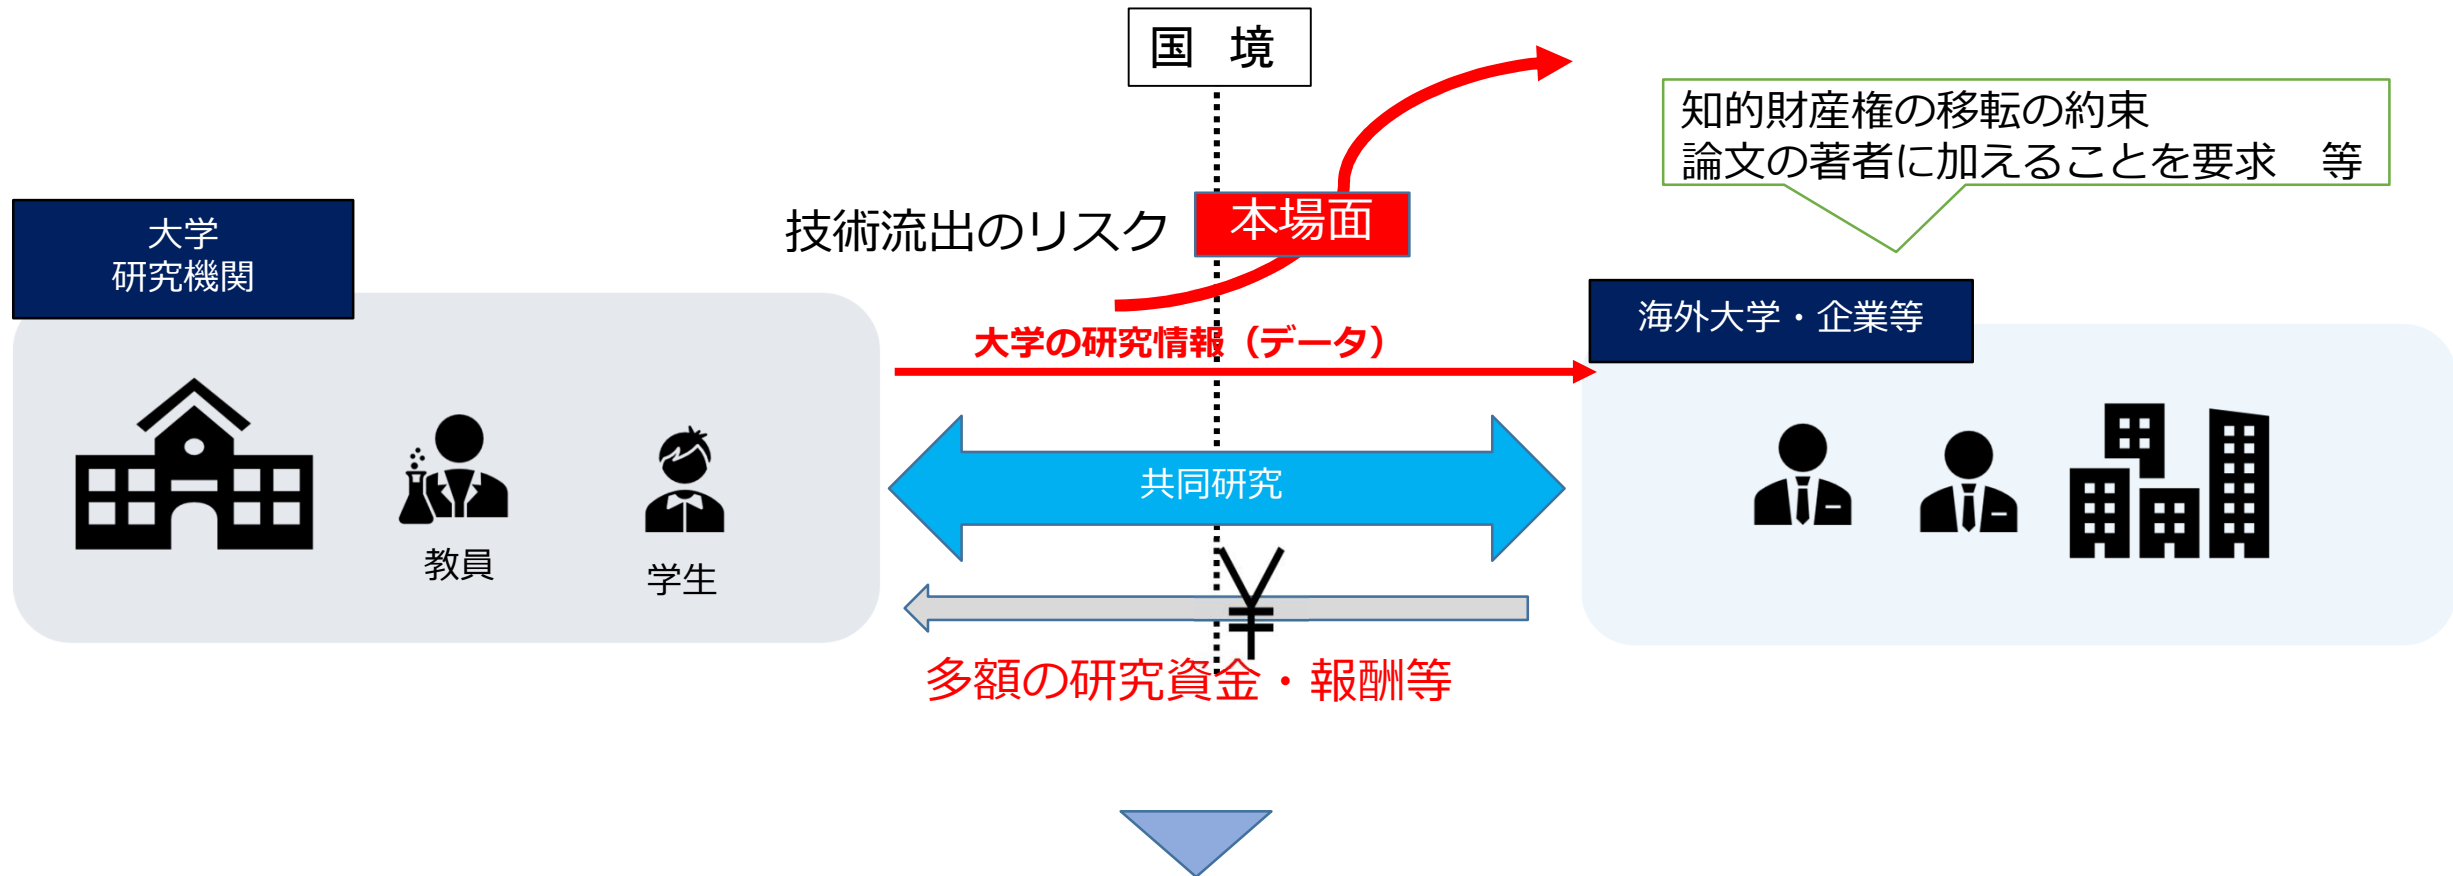 国　境
知的財産権の移転の約束
論文の著者に加えることを要求　等
本場面
技術流出のリスク
大学
研究機関
海外大学・企業等
大学の研究情報（データ）
共同研究
教員
学生
¥
多額の研究資金・報酬等